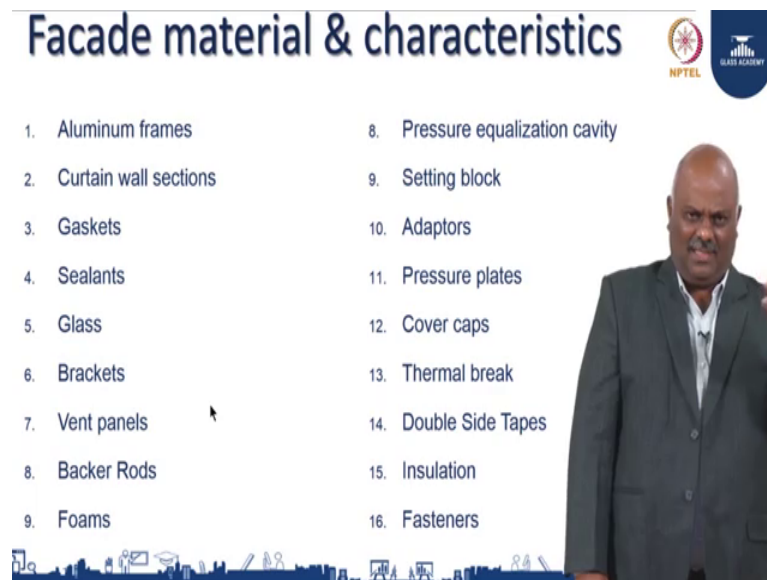 Facade material & characteristics
NPTEL
GLASS ACADEMY
1. Aluminum frames
2. Curtain wall sections
3. Gaskets
4. Sealants
5. Glass
6. Brackets
7. Vent panels
8. Backer Rods
9. Foams
8. Pressure equalization cavity
9. Setting block
10. Adaptors
11. Pressure plates
12. Cover caps
13. Thermal break
14. Double Side Tapes
15. Insulation
16. Fasteners